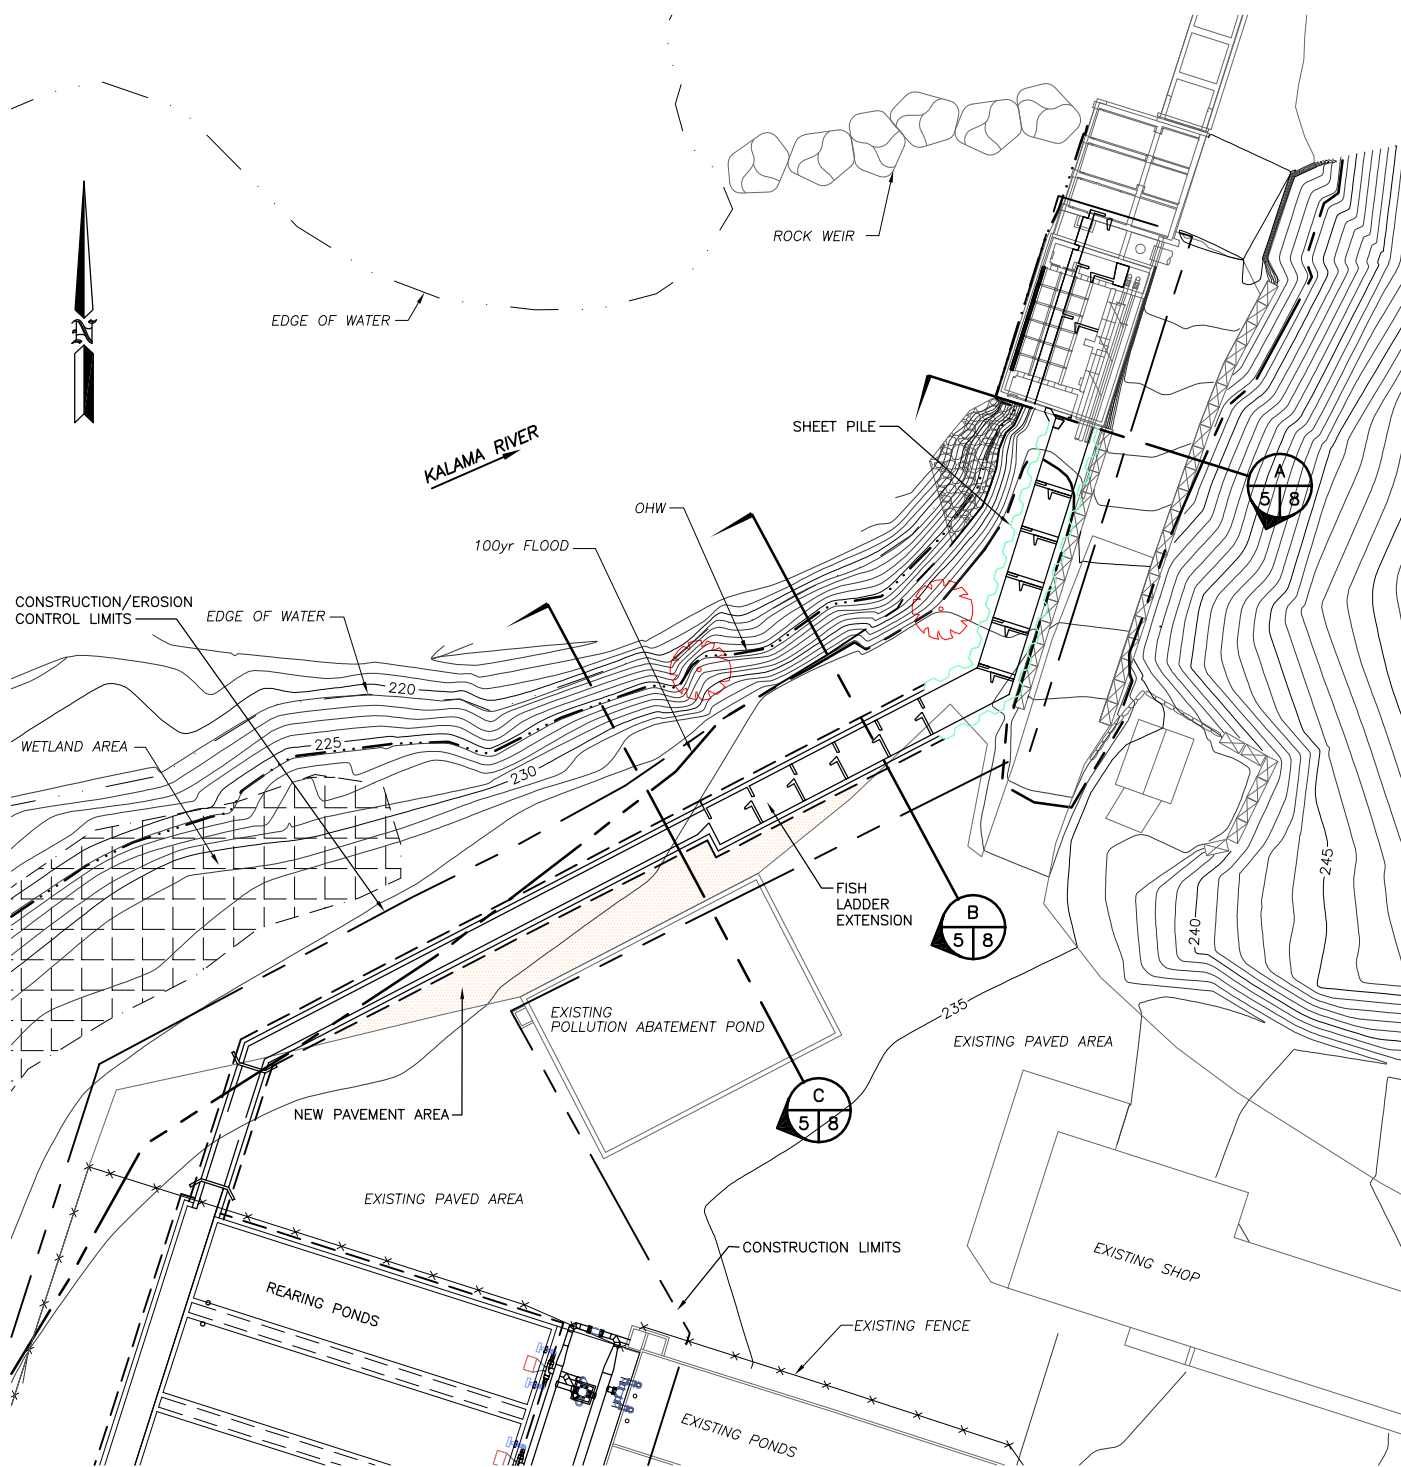 ROCK WEIR
N
EDGE OF WATER
SHEET PILE
KALAMA RIVER
A
5 8
OHW
100yr FLOOD
CONSTRUCTION/EROSION
CONTROL LIMITS
EDGE OF WATER
220
WETLAND AREA
225
230
245
FISH
LADDER
EXTENSION
B
5 8
240
235
EXISTING
POLLUTION ABATEMENT POND
EXISTING PAVED AREA
C
5 8
NEW PAVEMENT AREA
EXISTING PAVED AREA
CONSTRUCTION LIMITS
EXISTING SHOP
REARING PONDS
EXISTING FENCE
EXISTING PONDS